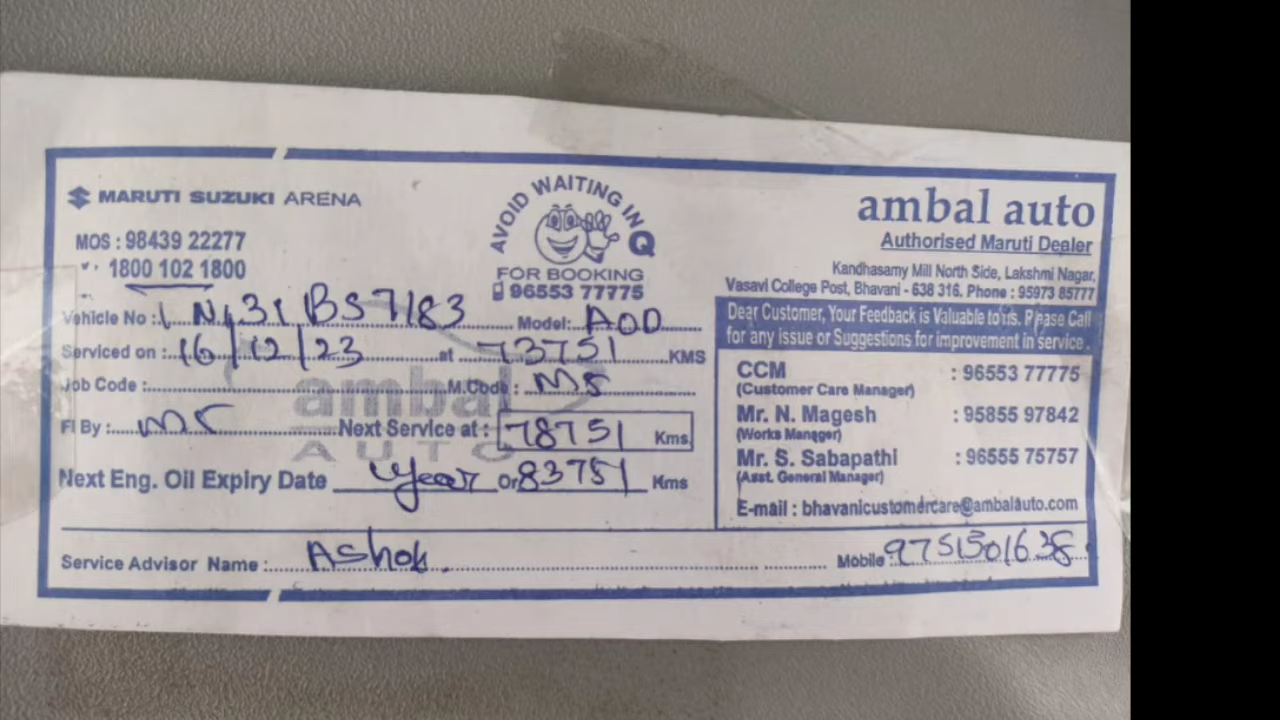 MARUTI SUZUKI ARENA
MOS : 98439 22277
1800 102 1800
AVOID WAITING IN Q
FOR BOOKING
96553 77775
ambal auto
Authorised Maruti Dealer
Kandhasamy Mill North Side, Lakshmi Nagar,
Vasavi College Post, Bhavani - 638 316. Phone : 95973 85777
Dear Customer, Your Feedback is Valuable to us. Please Call
for any issue or Suggestions for improvement in service.
CCM : 96553 77775
(Customer Care Manager)
Mr. N. Magesh : 95855 97842
(Works Manager)
Mr. S. Sabapathi : 96555 75757
(Asst. General Manager)
E-mail : bhavanicustomercare@ambalauto.com
Vehicle No : N 31 BS 7183 Model: AOD
Serviced on : 16/12/23 at 73751 KMS
Job Code : M.Code : MS
FI By : MS Next Service at : 78751 Kms
ambal
AUTO
Next Eng. Oil Expiry Date year Or 83751 Kms
Service Advisor Name : Ashok. Mobile